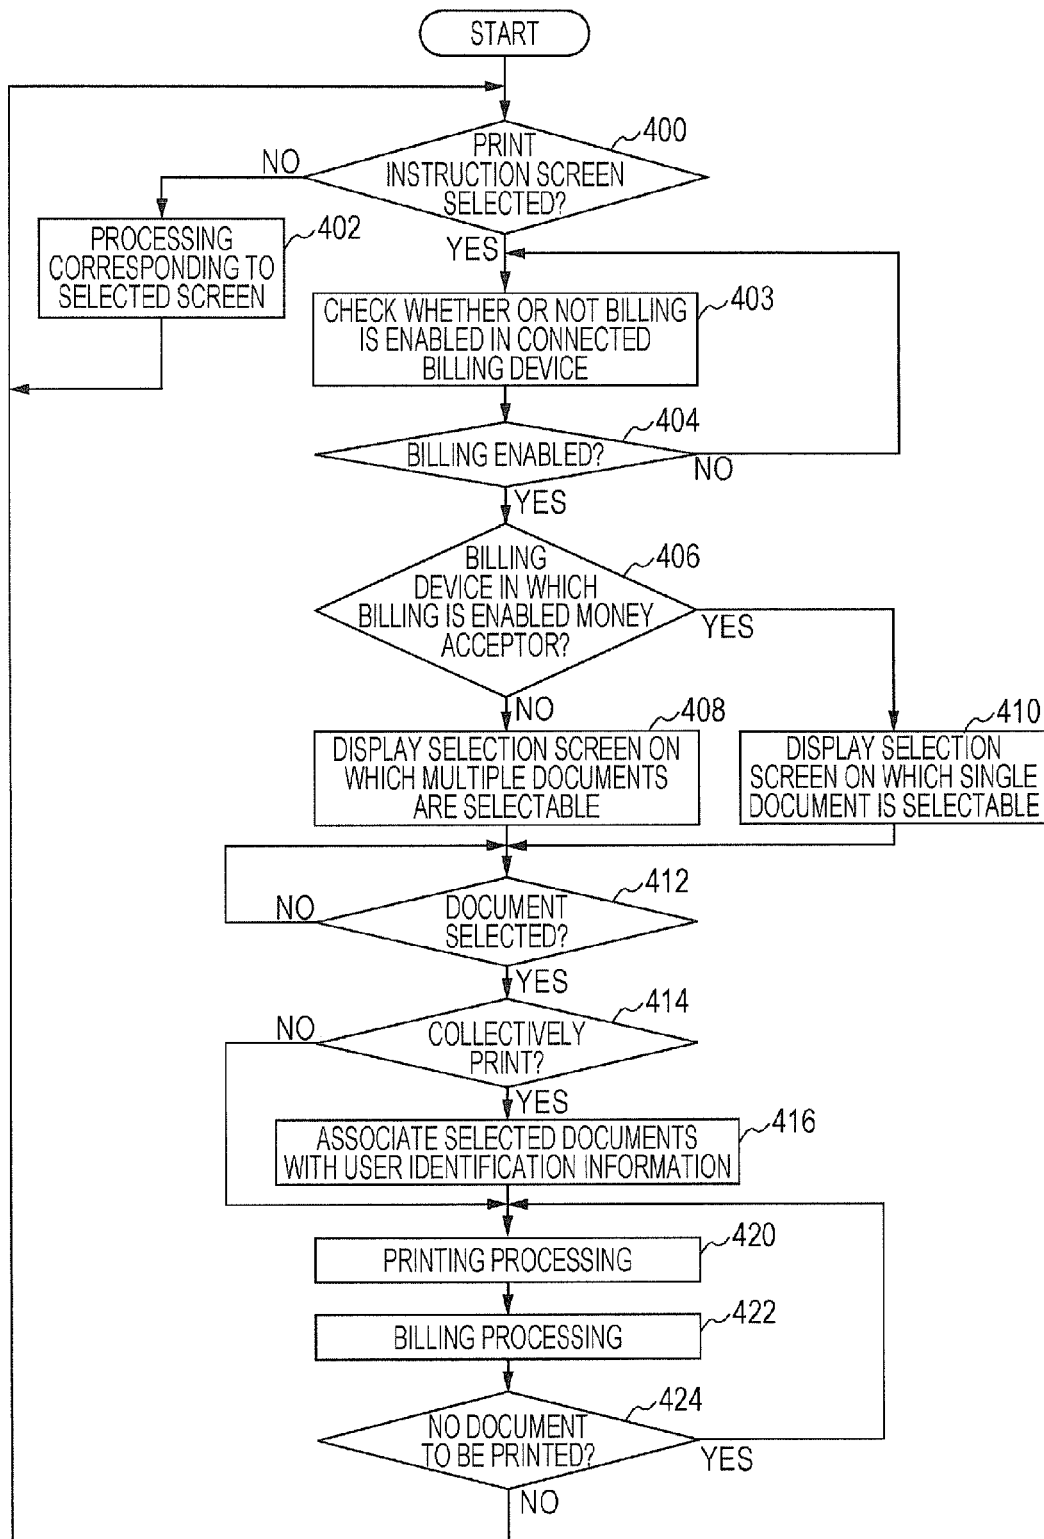 START
400
PRINT
INSTRUCTION SCREEN
SELECTED?
NO
YES
402
PROCESSING
CORRESPONDING TO
SELECTED SCREEN
403
CHECK WHETHER OR NOT BILLING
IS ENABLED IN CONNECTED
BILLING DEVICE
404
BILLING ENABLED?
NO
YES
406
BILLING
DEVICE IN WHICH
BILLING IS ENABLED MONEY
ACCEPTOR?
YES
NO
408
DISPLAY SELECTION SCREEN ON
WHICH MULTIPLE DOCUMENTS
ARE SELECTABLE
410
DISPLAY SELECTION
SCREEN ON WHICH SINGLE
DOCUMENT IS SELECTABLE
412
DOCUMENT
SELECTED?
NO
YES
414
COLLECTIVELY
PRINT?
NO
YES
416
ASSOCIATE SELECTED DOCUMENTS
WITH USER IDENTIFICATION INFORMATION
420
PRINTING PROCESSING
422
BILLING PROCESSING
424
NO DOCUMENT
TO BE PRINTED?
YES
NO